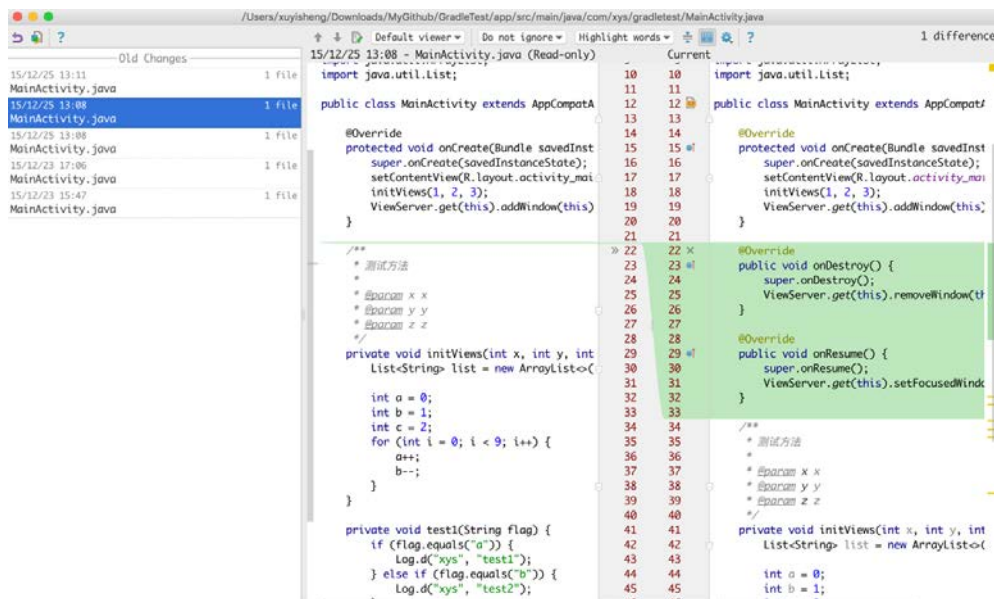 /Users/xuyisheng/Downloads/MyGithub/GradleTest/app/src/main/java/com/xys/gradletest/MainActivity.java
Default viewer Do not ignore Highlight words ? 1 difference
Old Changes
15/12/25 13:11 1 file
MainActivity.java
15/12/25 13:08 1 file
MainActivity.java
15/12/25 13:08 1 file
MainActivity.java
15/12/23 17:06 1 file
MainActivity.java
15/12/23 15:47 1 file
MainActivity.java
15/12/25 13:08 - MainActivity.java (Read-only)
import java.util.List;
public class MainActivity extends AppCompatA
@Override
protected void onCreate(Bundle savedInst
super.onCreate(savedInstanceState);
setContentView(R.layout.activity_mai
initViews(1, 2, 3);
ViewServer.get(this).addWindow(this)
}
/**
* 测试方法
*
* @param x x
* @param y y
* @param z z
*/
private void initViews(int x, int y, int
List<String> list = new ArrayList<>(
int a = 0;
int b = 1;
int c = 2;
for (int i = 0; i < 9; i++) {
a++;
b--;
}
}
private void test1(String flag) {
if (flag.equals("a")) {
Log.d("xys", "test1");
} else if (flag.equals("b")) {
Log.d("xys", "test2");
10 10
11 11
12 12
13 13
14 14
15 15
16 16
17 17
18 18
19 19
20 20
21 21
22 22
23 23
24 24
25 25
26 26
27 27
28 28
29 29
30 30
31 31
32 32
33 33
34 34
35 35
36 36
37 37
38 38
39 39
40 40
41 41
42 42
43 43
44 44
45 45
Current
import java.util.List;
public class MainActivity extends AppCompatA
@Override
protected void onCreate(Bundle savedInst
super.onCreate(savedInstanceState);
setContentView(R.layout.activity_mai
initViews(1, 2, 3);
ViewServer.get(this).addWindow(this)
}
@Override
public void onDestroy() {
super.onDestroy();
ViewServer.get(this).removeWindow(th
}
@Override
public void onResume() {
super.onResume();
ViewServer.get(this).setFocusedWindo
}
/**
* 测试方法
*
* @param x x
* @param y y
* @param z z
*/
private void initViews(int x, int y, int
List<String> list = new ArrayList<>(
int a = 0;
int b = 1;